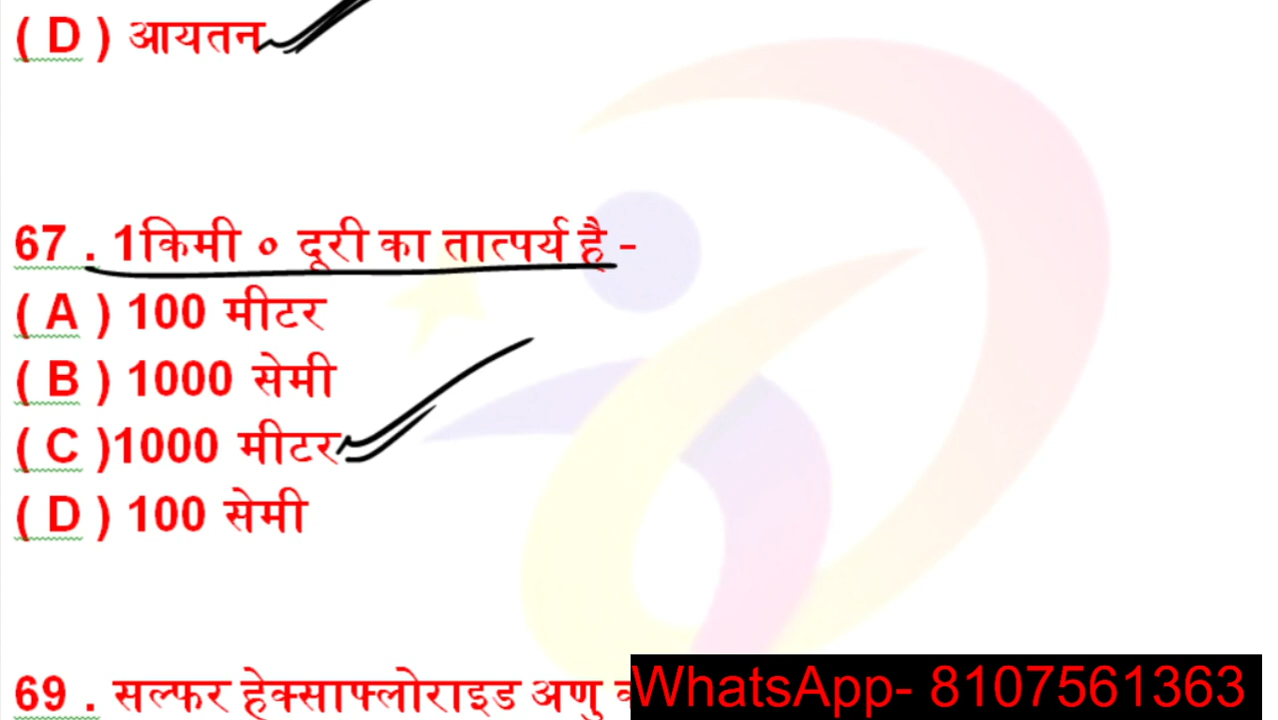 ( D ) आयतन
67 . 1किमी ० दूरी का तात्पर्य है -
( A ) 100 मीटर
( B ) 1000 सेमी
( C )1000 मीटर
( D ) 100 सेमी
69 . सल्फर हेक्साफ्लोराइड अणु
WhatsApp- 8107561363